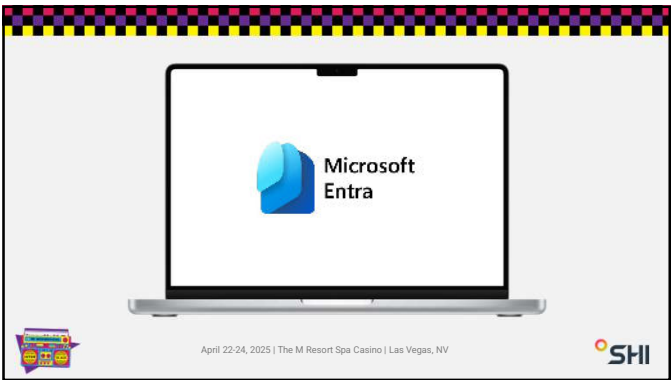 Microsoft
Entra
April 22-24, 2025 | The M Resort Spa Casino | Las Vegas, NV
SHI